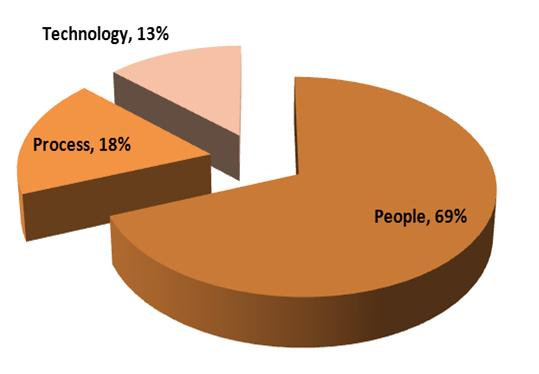 Technology, 13%
Process, 18%
People, 69%